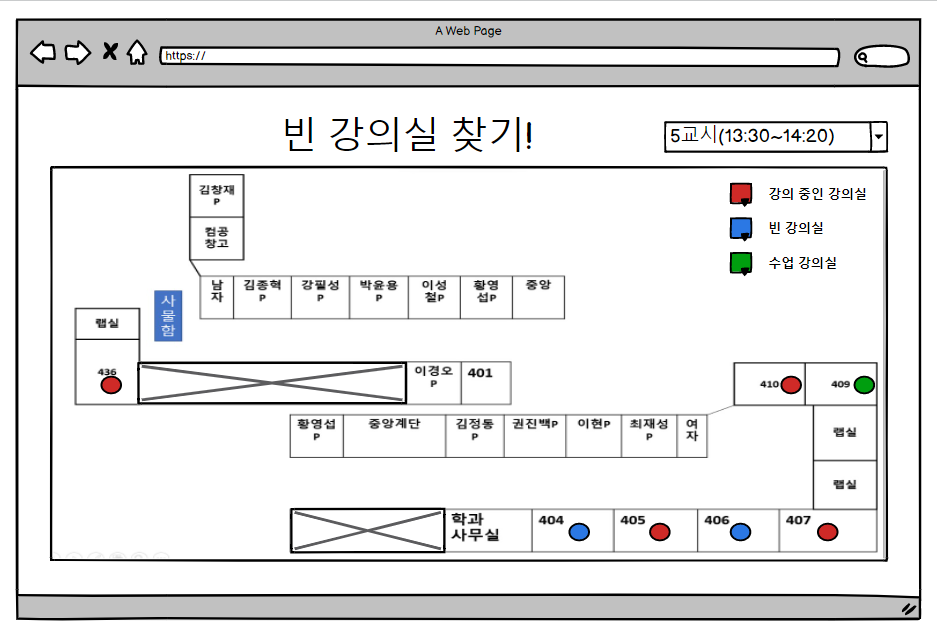 A Web Page
https://
빈 강의실 찾기!
5교시(13:30~14:20)
강의 중인 강의실
빈 강의실
수업 강의실
김창재
P
컴공
창고
남
자
김종혁
P
강필성
P
박윤용
P
이성
철P
황영
섭P
중앙
사
물
함
랩실
436
이경오
P
401
410
409
황영섭
P
중앙계단
김정동
P
권진백P
이현P
최재성
P
여
자
랩실
랩실
학과
사무실
404
405
406
407